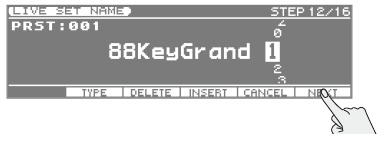 LIVE SET NAME STEP 12/16
PRST:001 Z
0
88KeyGrand 1
2
3
TYPE DELETE INSERT CANCEL NEXT